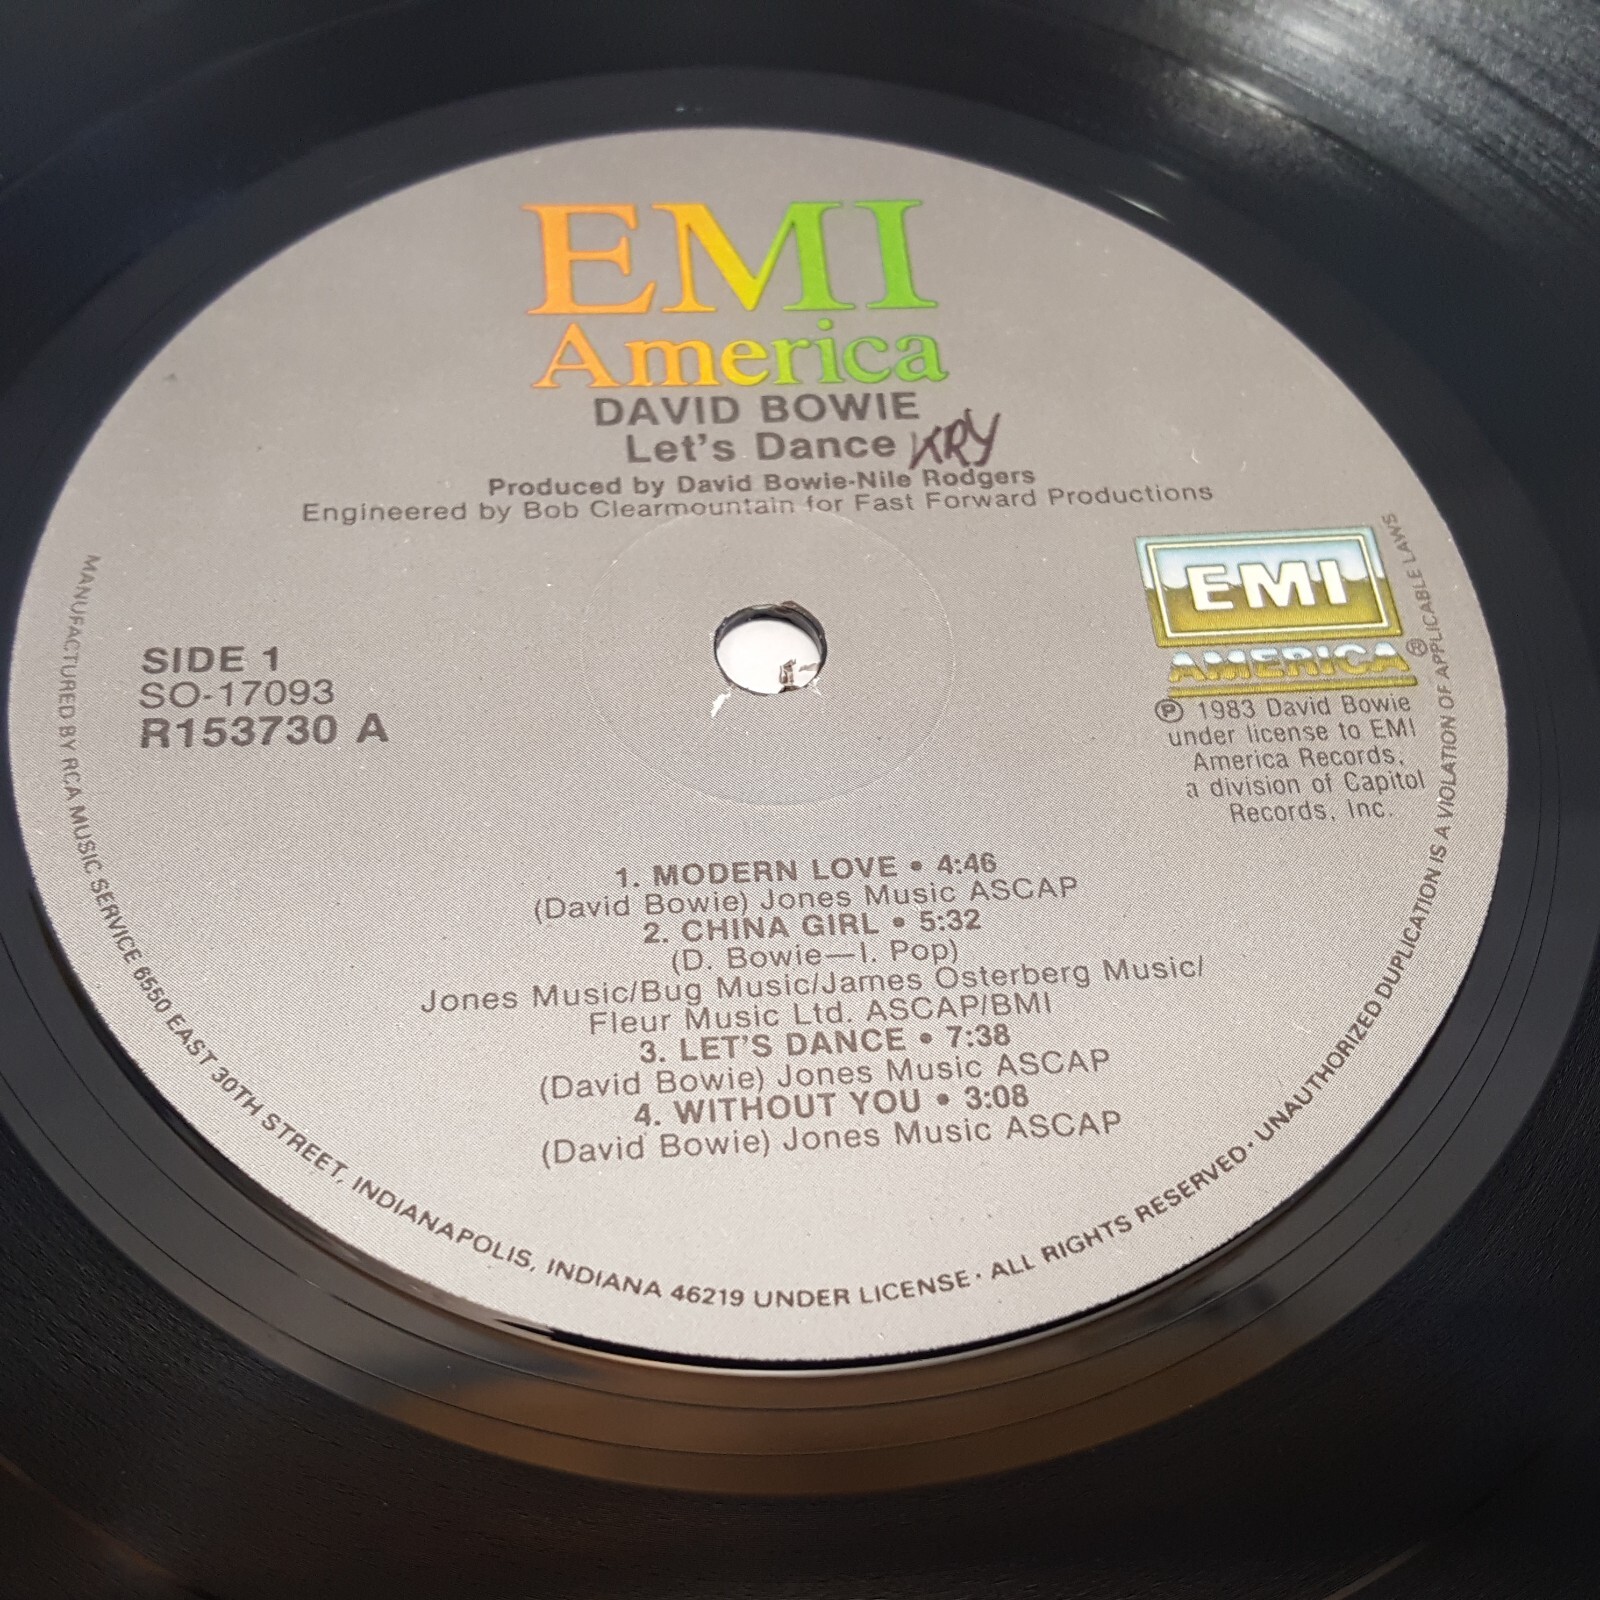 EMI
America
DAVID BOWIE
Let's Dance KRY
Produced by David Bowie-Nile Rodgers
Engineered by Bob Clearmountain for Fast Forward Productions
EMI
AMERICA®
SIDE 1
SO-17093
R153730 A
℗ 1983 David Bowie
under license to EMI
America Records,
a division of Capitol
Records, Inc.
1. MODERN LOVE • 4:46
(David Bowie) Jones Music ASCAP
2. CHINA GIRL • 5:32
(D. Bowie—I. Pop)
Jones Music/Bug Music/James Osterberg Music/
Fleur Music Ltd. ASCAP/BMI
3. LET'S DANCE • 7:38
(David Bowie) Jones Music ASCAP
4. WITHOUT YOU • 3:08
(David Bowie) Jones Music ASCAP
MANUFACTURED BY RCA MUSIC SERVICE 6550 EAST 30TH STREET, INDIANAPOLIS, INDIANA 46219 UNDER LICENSE · ALL RIGHTS RESERVED · UNAUTHORIZED DUPLICATION IS A VIOLATION OF APPLICABLE LAWS